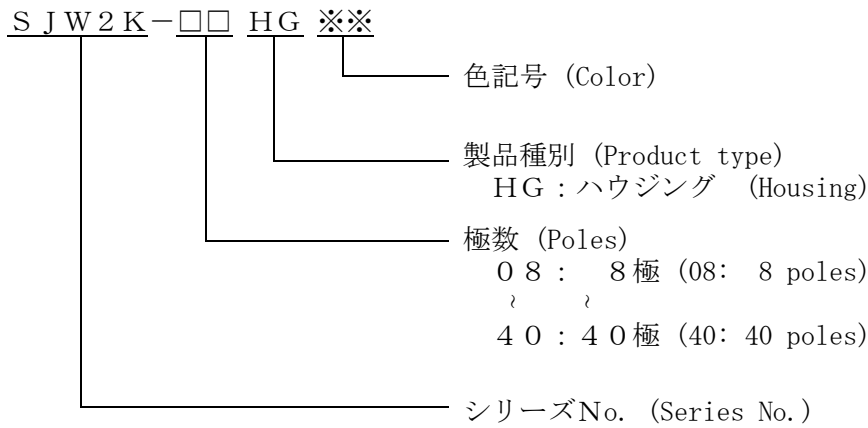 ＳＪＷ２Ｋ－□□ ＨＧ ※※
色記号 (Color)
製品種別 (Product type)
ＨＧ：ハウジング (Housing)
極数 (Poles)
０８： ８極 (08: 8 poles)
～ ～
４０：４０極 (40: 40 poles)
シリーズNo. (Series No.)